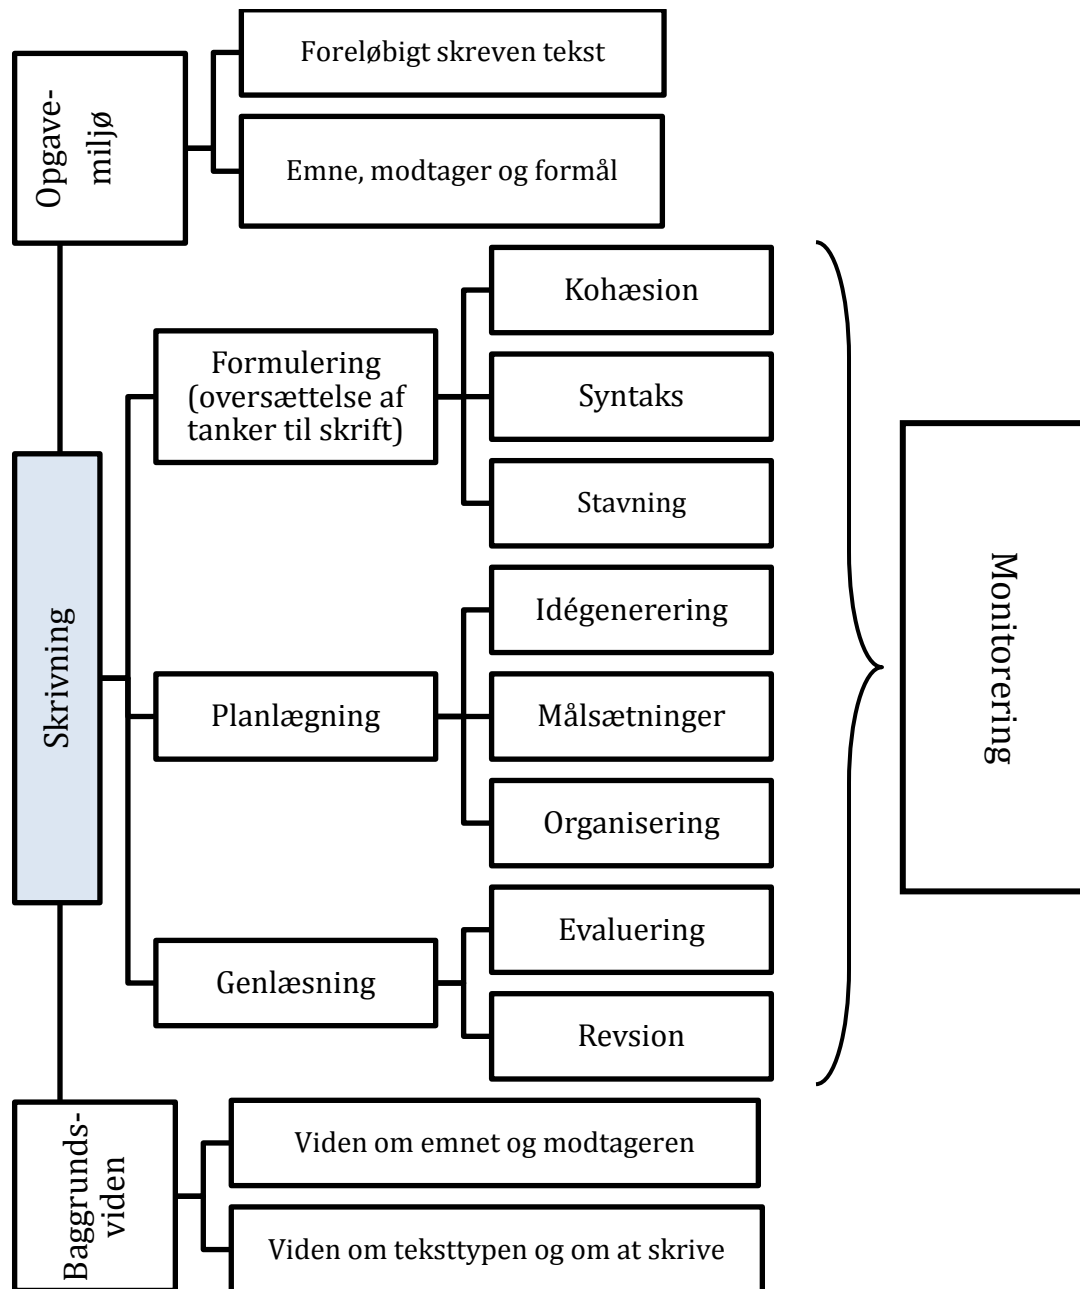 Opgave-
miljø
Foreløbigt skreven tekst
Emne, modtager og formål
Skrivning
Formulering
(oversættelse af
tanker til skrift)
Kohæsion
Syntaks
Stavning
Planlægning
Idégenerering
Målsætninger
Organisering
Genlæsning
Evaluering
Revsion
Monitorering
Baggrunds-
viden
Viden om emnet og modtageren
Viden om teksttypen og om at skrive